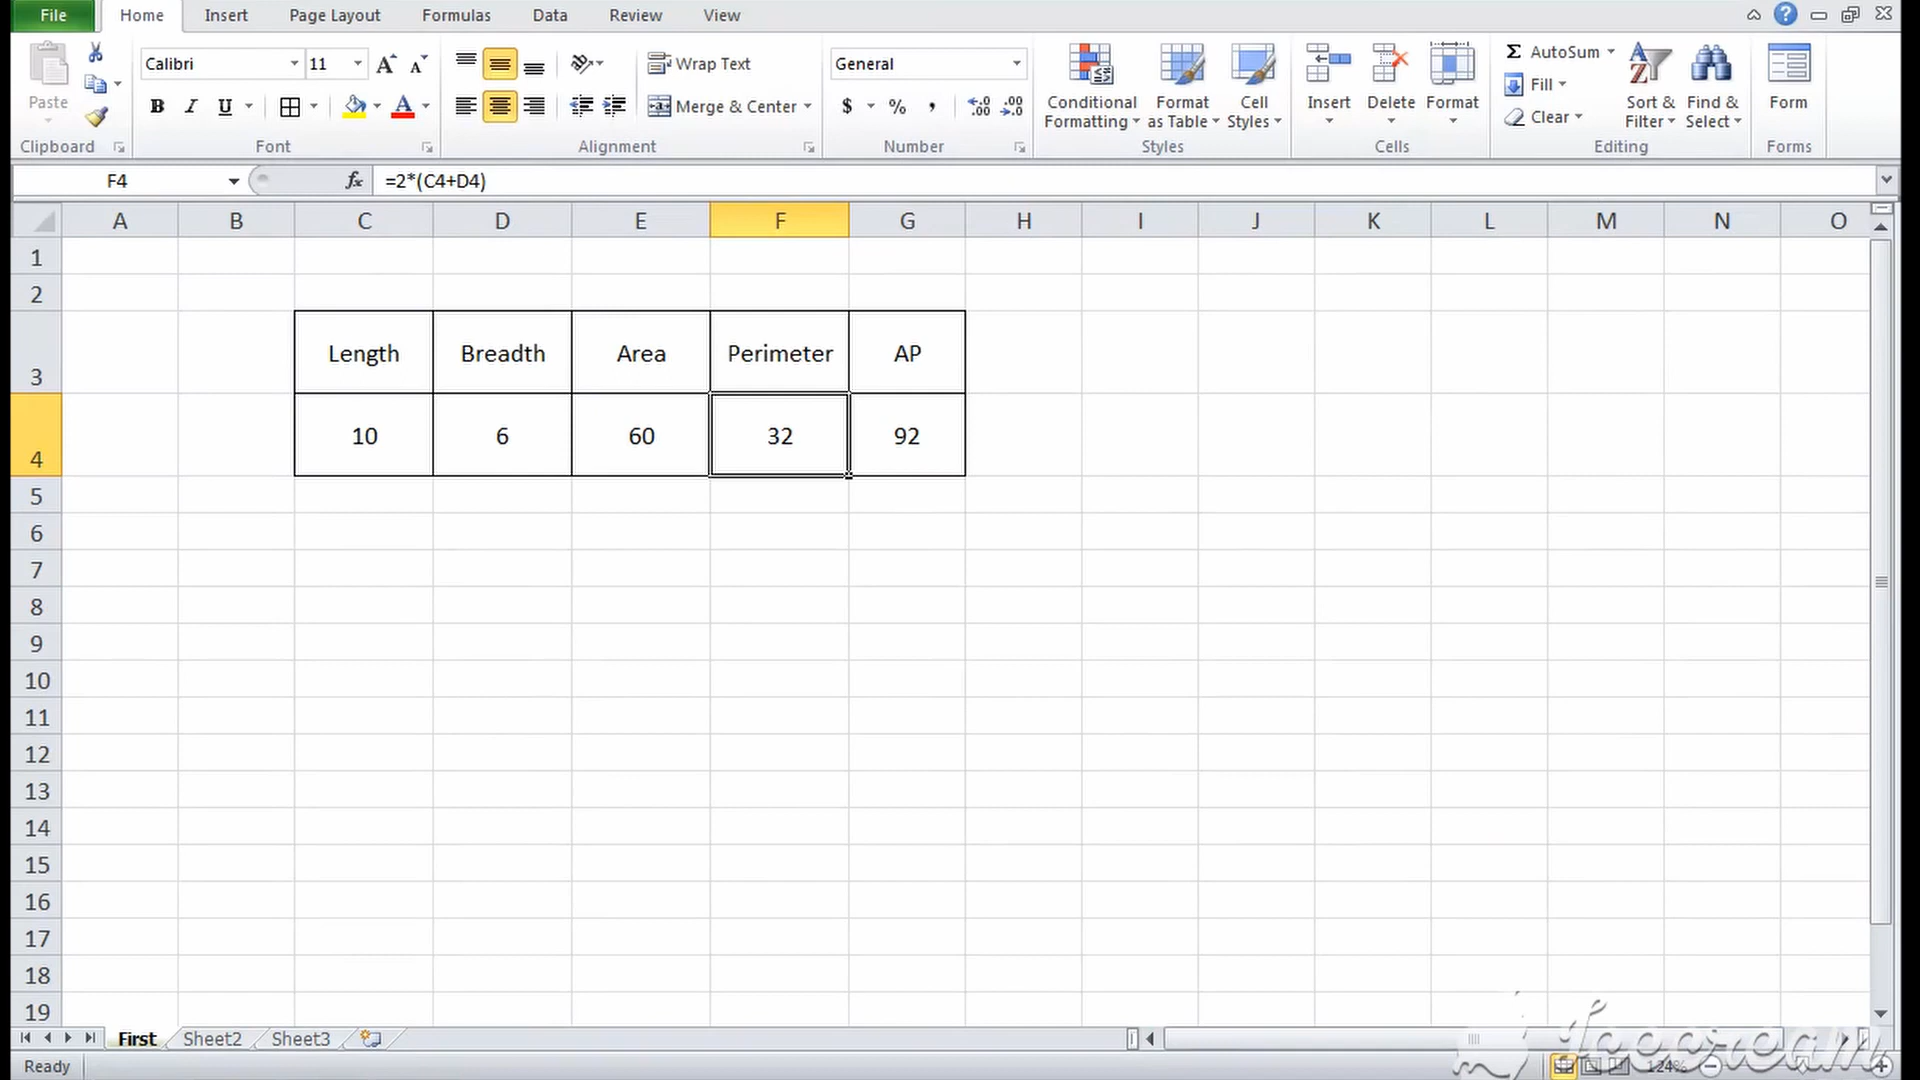 File Home Insert Page Layout Formulas Data Review View
Calibri 11 Wrap Text General AutoSum
Paste Fill
B I U Merge & Center $ % , Conditional Formatting Format as Table Cell Styles Insert Delete Format Clear Sort & Filter Find & Select Form
Clipboard Font Alignment Number Styles Cells Editing Forms
F4 fx =2*(C4+D4)
A B C D E F G H I J K L M N O
1
2
3 Length Breadth Area Perimeter AP
4 10 6 60 32 92
5
6
7
8
9
10
11
12
13
14
15
16
17
18
19
First Sheet2 Sheet3
Ready 124%
Icecream